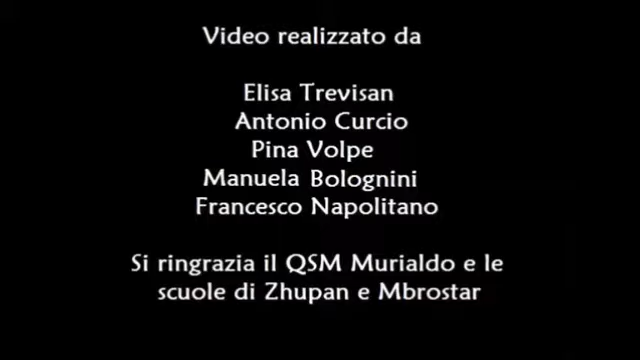 Video realizzato da
Elisa Trevisan
Antonio Curcio
Pina Volpe
Manuela Bolognini
Francesco Napolitano
Si ringrazia il QSM Murialdo e le
scuole di Zhupan e Mbrostar